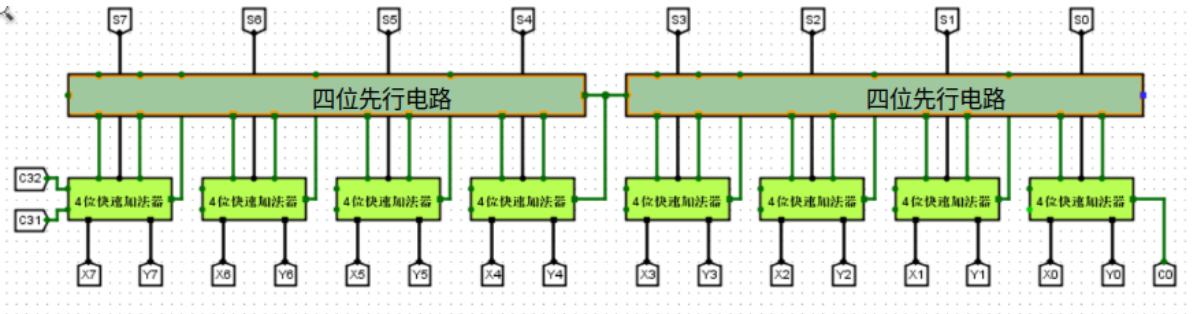 S7 S6 S5 S4 S3 S2 S1 S0
四位先行电路 四位先行电路
C32
4位快速加法器 4位快速加法器 4位快速加法器 4位快速加法器 4位快速加法器 4位快速加法器 4位快速加法器 4位快速加法器
C31
X7 Y7 X6 Y6 X5 Y5 X4 Y4 X3 Y3 X2 Y2 X1 Y1 X0 Y0 C0